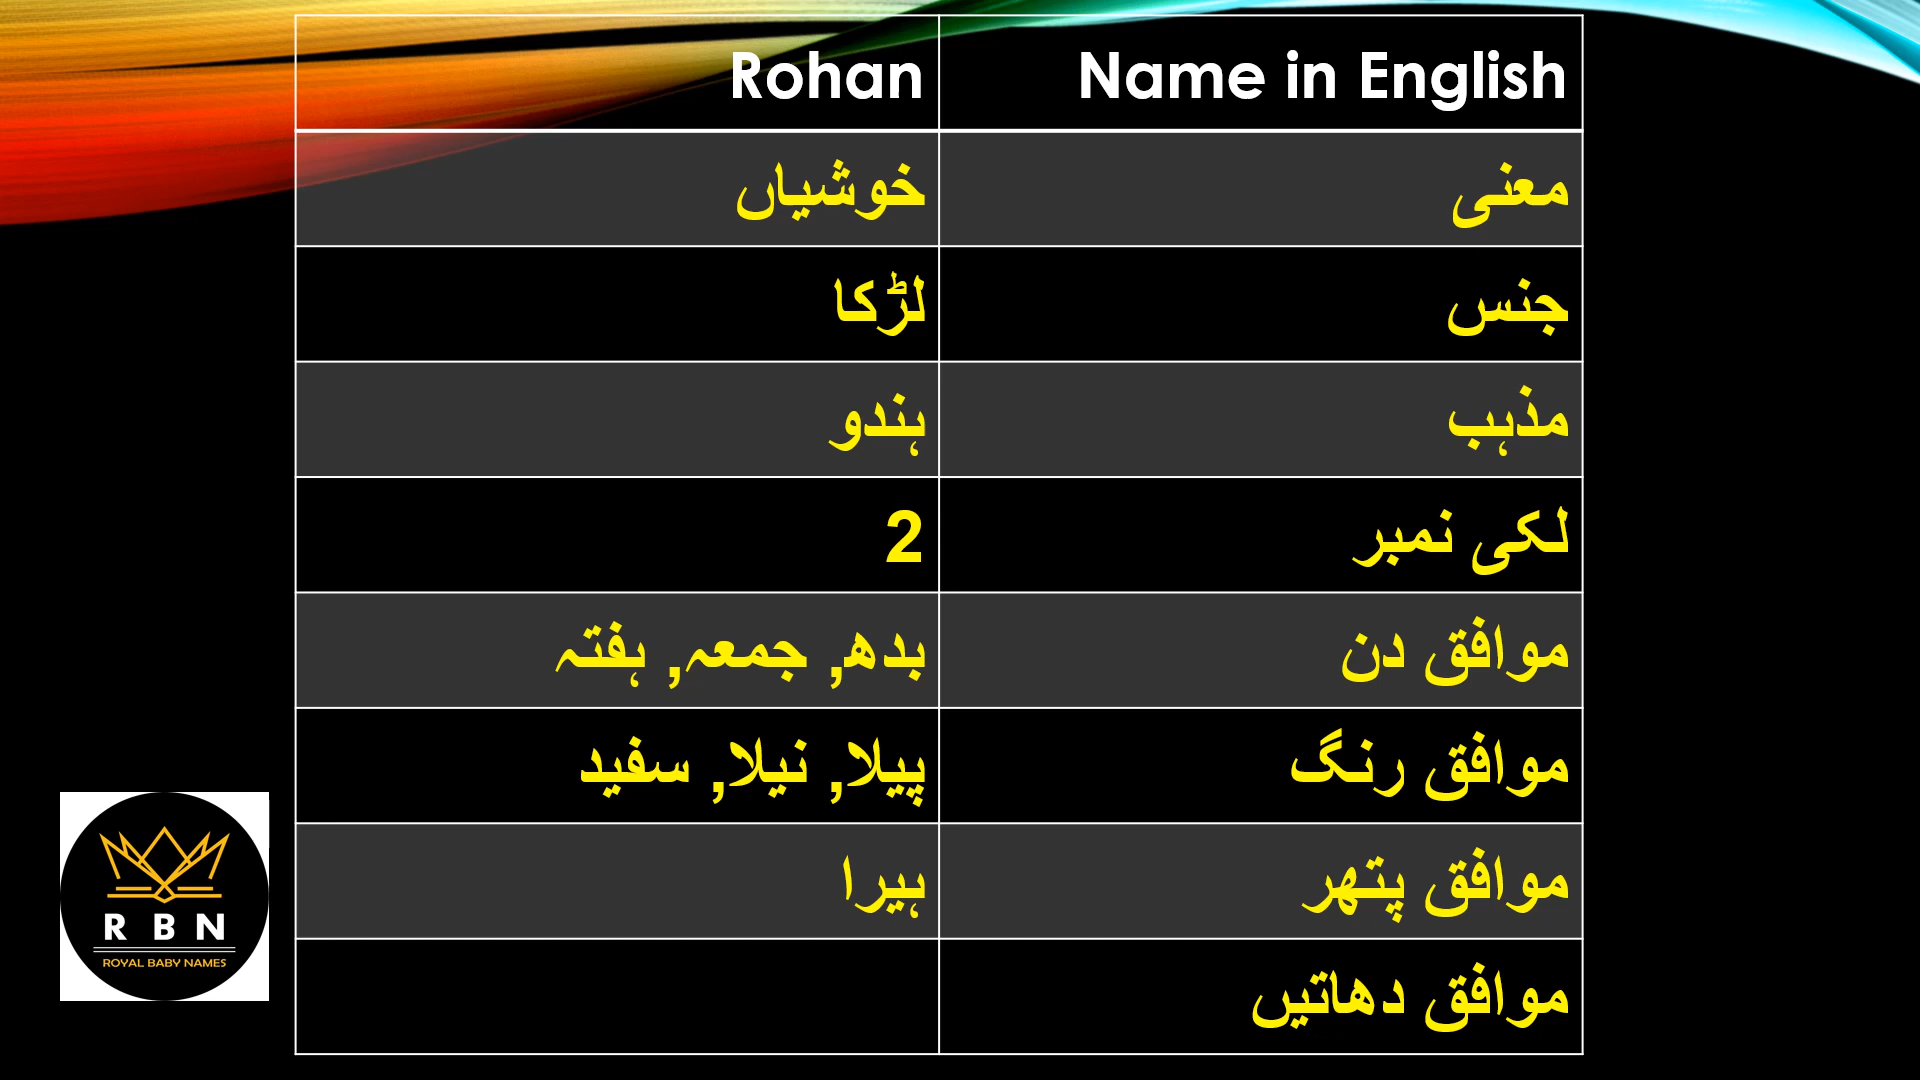 Name in English Rohan
معنی خوشیاں
جنس لڑکا
مذہب ہندو
لکی نمبر 2
موافق دن بدھ, جمعہ, ہفتہ
موافق رنگ پیلا, نیلا, سفید
موافق پتھر ہیرا
موافق دھاتیں
R B N
ROYAL BABY NAMES